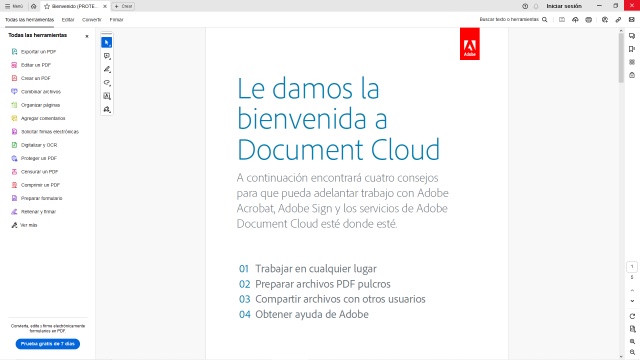 Menú
Bienvenido (PROTE...
Crear
Iniciar sesión
Todas las herramientas
Editar
Convertir
Firmar
Buscar texto o herramientas
Todas las herramientas
Exportar un PDF
Editar un PDF
Crear un PDF
Combinar archivos
Organizar páginas
Agregar comentarios
Solicitar firmas electrónicas
Digitalizar y OCR
Proteger un PDF
Censurar un PDF
Comprimir un PDF
Preparar formulario
Rellenar y firmar
Ver más
Convierta, edite y firme electrónicamente
formularios en PDF.
Prueba gratis de 7 días
Adobe
Le damos la
bienvenida a
Document Cloud
A continuación encontrará cuatro consejos
para que pueda adelantar trabajo con Adobe
Acrobat, Adobe Sign y los servicios de Adobe
Document Cloud esté donde esté.
01 Trabajar en cualquier lugar
02 Preparar archivos PDF pulcros
03 Compartir archivos con otros usuarios
04 Obtener ayuda de Adobe
1
5